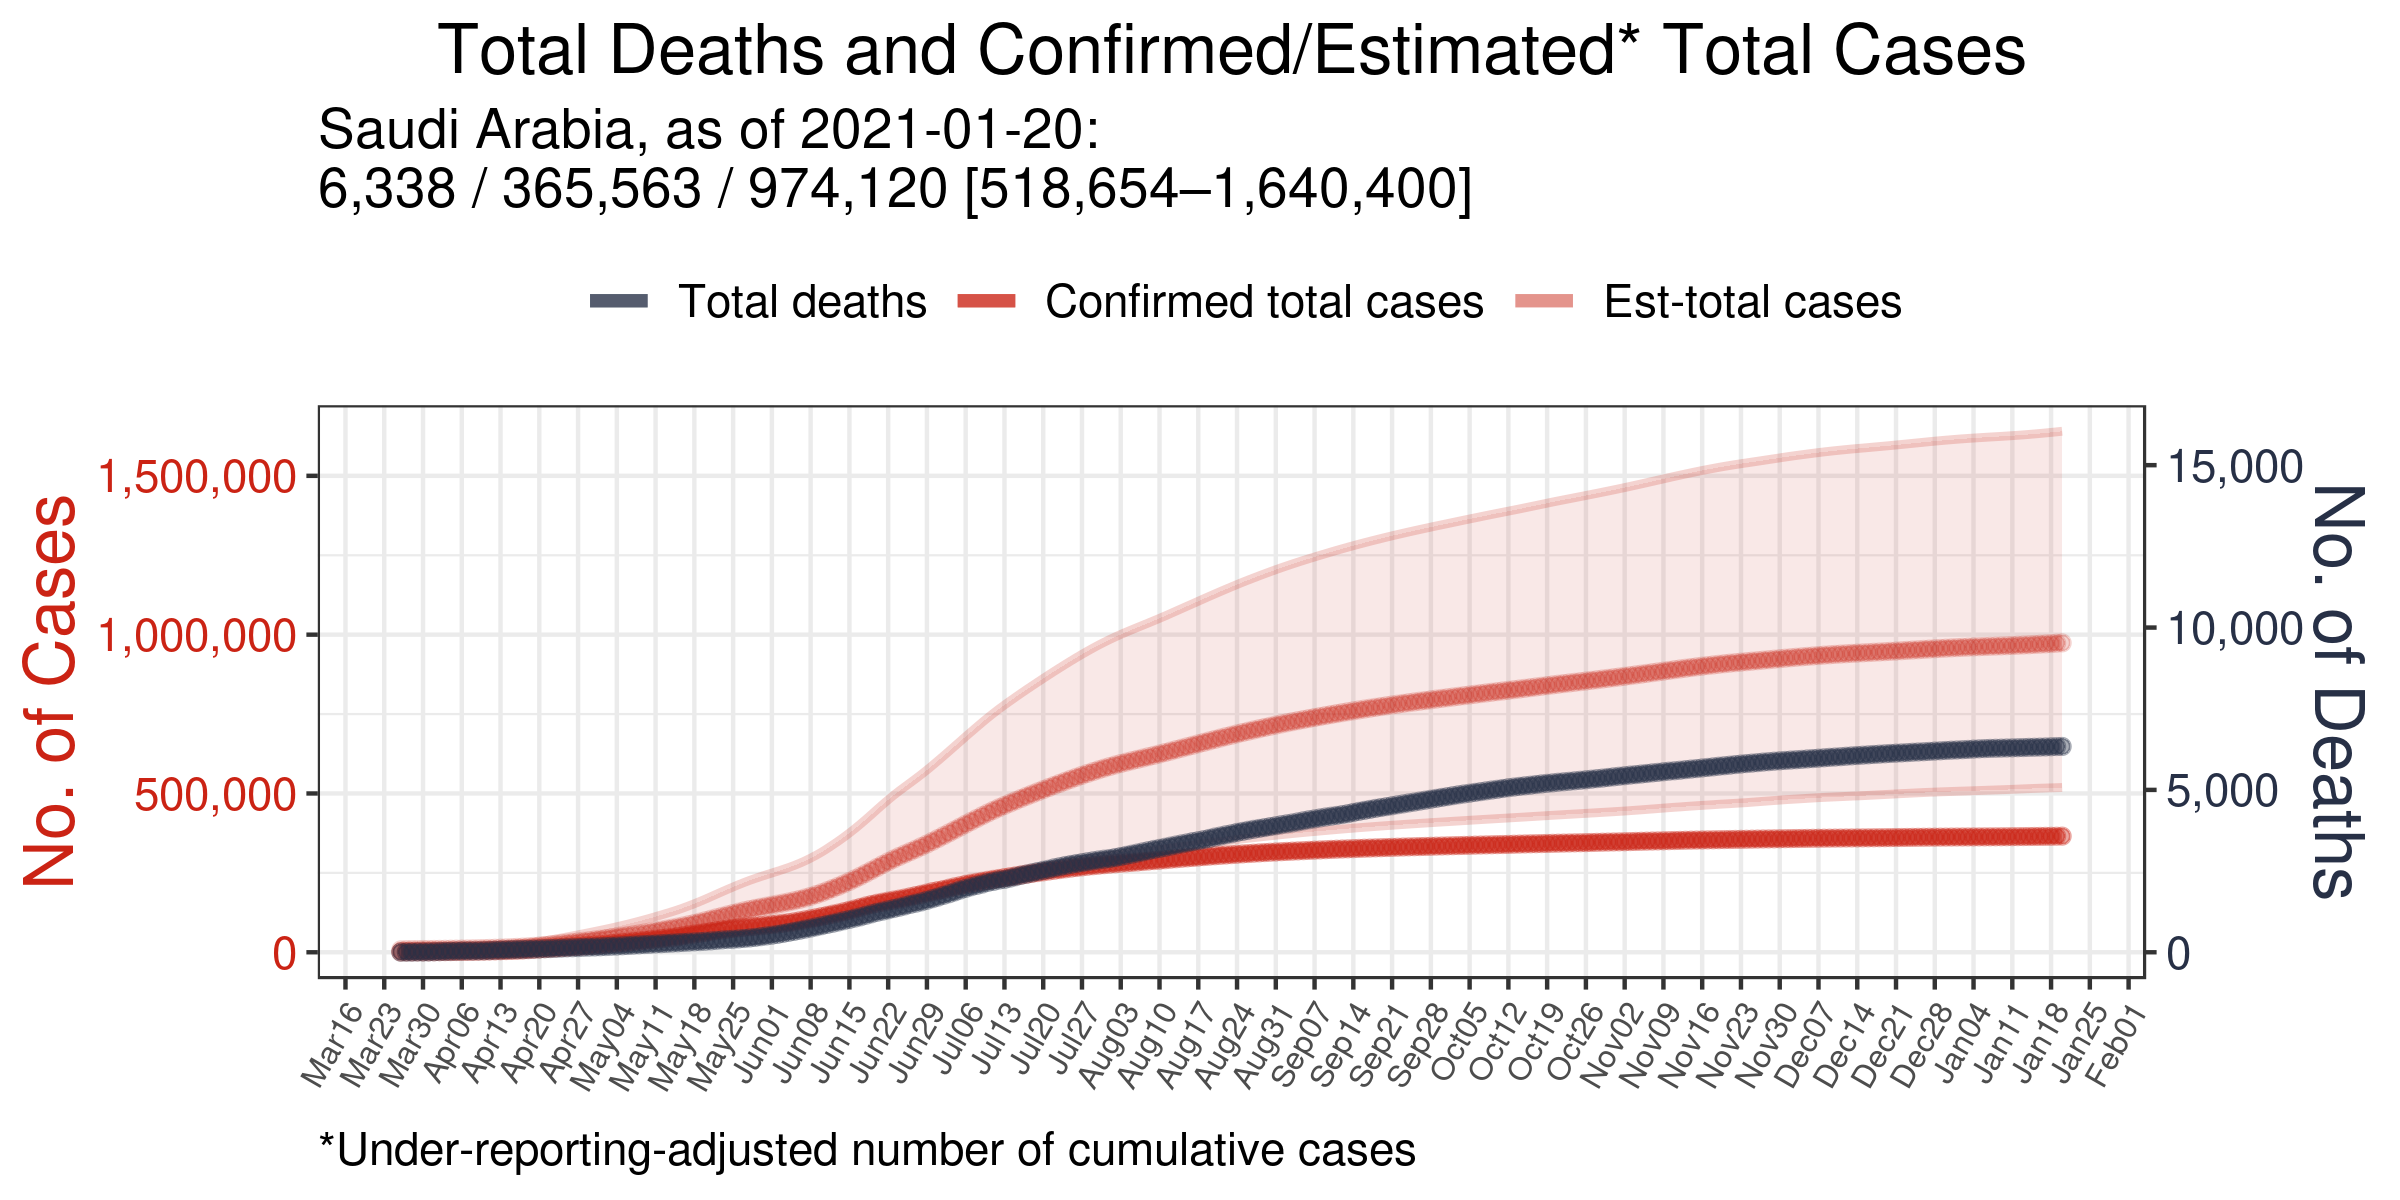 Total Deaths and Confirmed/Estimated* Total Cases
Saudi Arabia, as of 2021-01-20:
6,338 / 365,563 / 974,120 [518,654–1,640,400]
Total deaths
Confirmed total cases
Est-total cases
No. of Cases
1,500,000
1,000,000
500,000
0
15,000
10,000
5,000
0
No. of Deaths
Mar16
Mar23
Mar30
Apr06
Apr13
Apr20
Apr27
May04
May11
May18
May25
Jun01
Jun08
Jun15
Jun22
Jun29
Jul06
Jul13
Jul20
Jul27
Aug03
Aug10
Aug17
Aug24
Aug31
Sep07
Sep14
Sep21
Sep28
Oct05
Oct12
Oct19
Oct26
Nov02
Nov09
Nov16
Nov23
Nov30
Dec07
Dec14
Dec21
Dec28
Jan04
Jan11
Jan18
Jan25
Feb01
*Under-reporting-adjusted number of cumulative cases